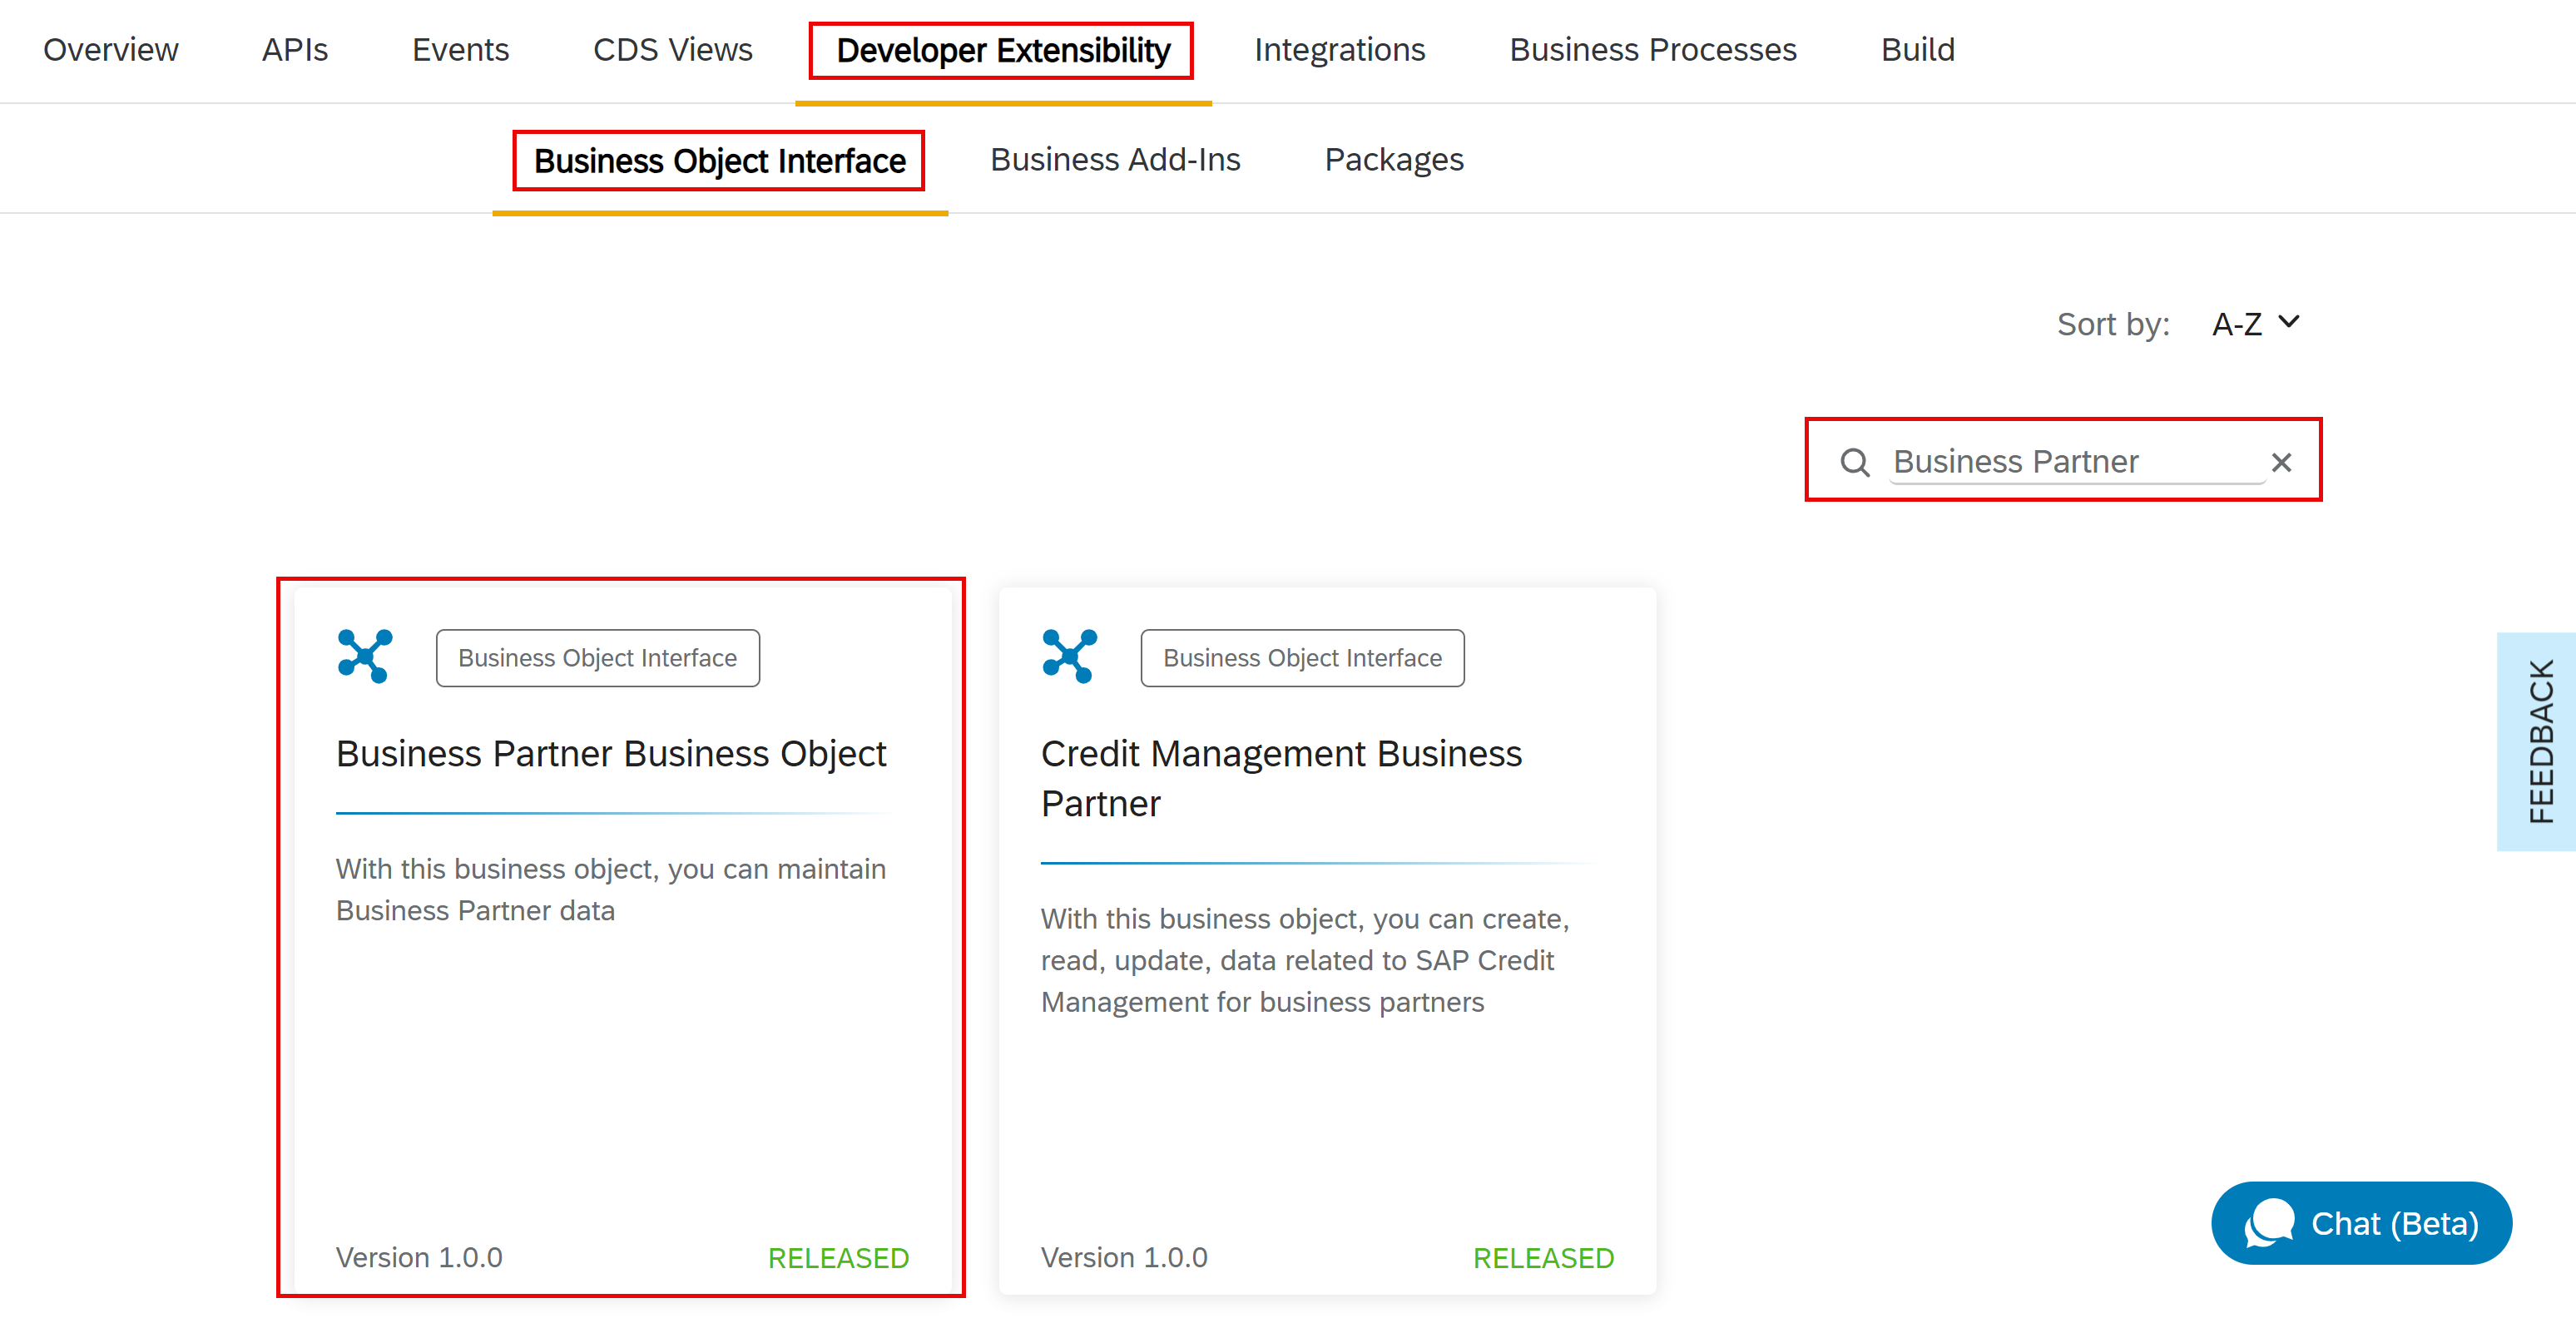 Overview APIs Events CDS Views Developer Extensibility Integrations Business Processes Build
Business Object Interface Business Add-Ins Packages
Sort by: A-Z
Business Partner
Business Object Interface
Business Partner Business Object
With this business object, you can maintain
Business Partner data
Version 1.0.0 RELEASED
Business Object Interface
Credit Management Business
Partner
With this business object, you can create,
read, update, data related to SAP Credit
Management for business partners
Version 1.0.0 RELEASED
FEEDBACK
Chat (Beta)